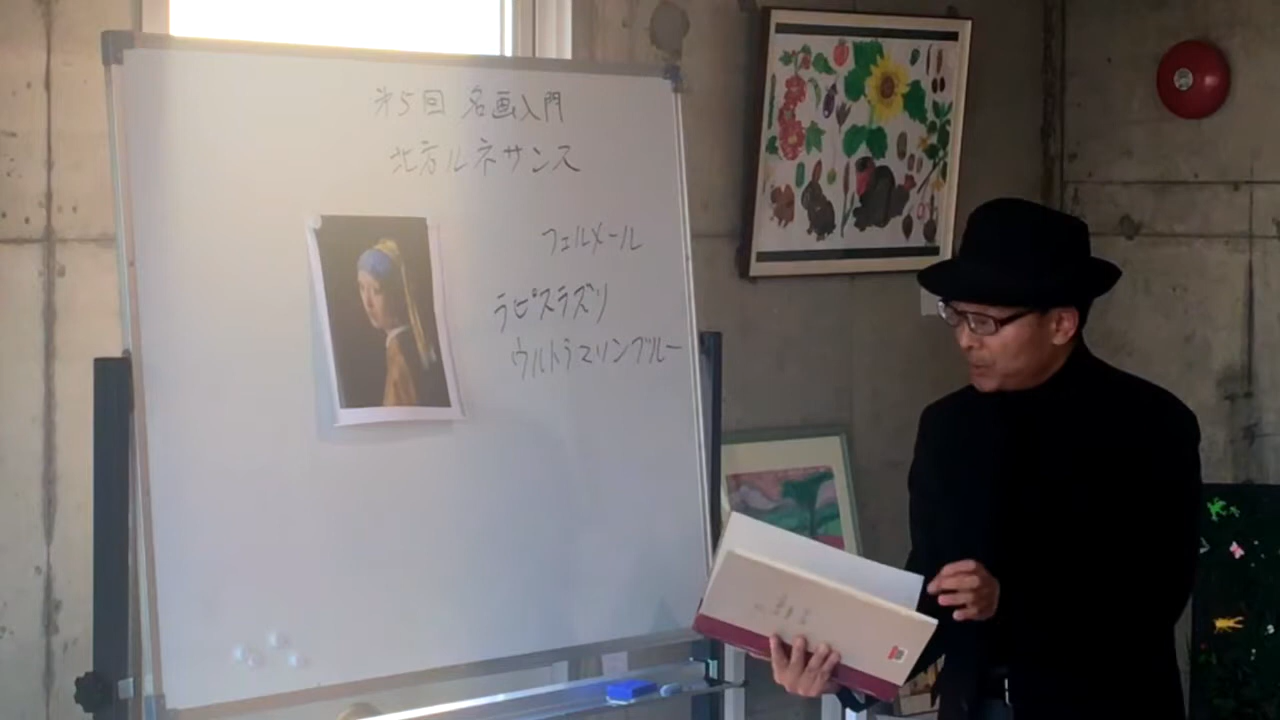 第5回 名画入門
北方ルネサンス
フェルメール
ラピスラズリ
ウルトラマリンブルー